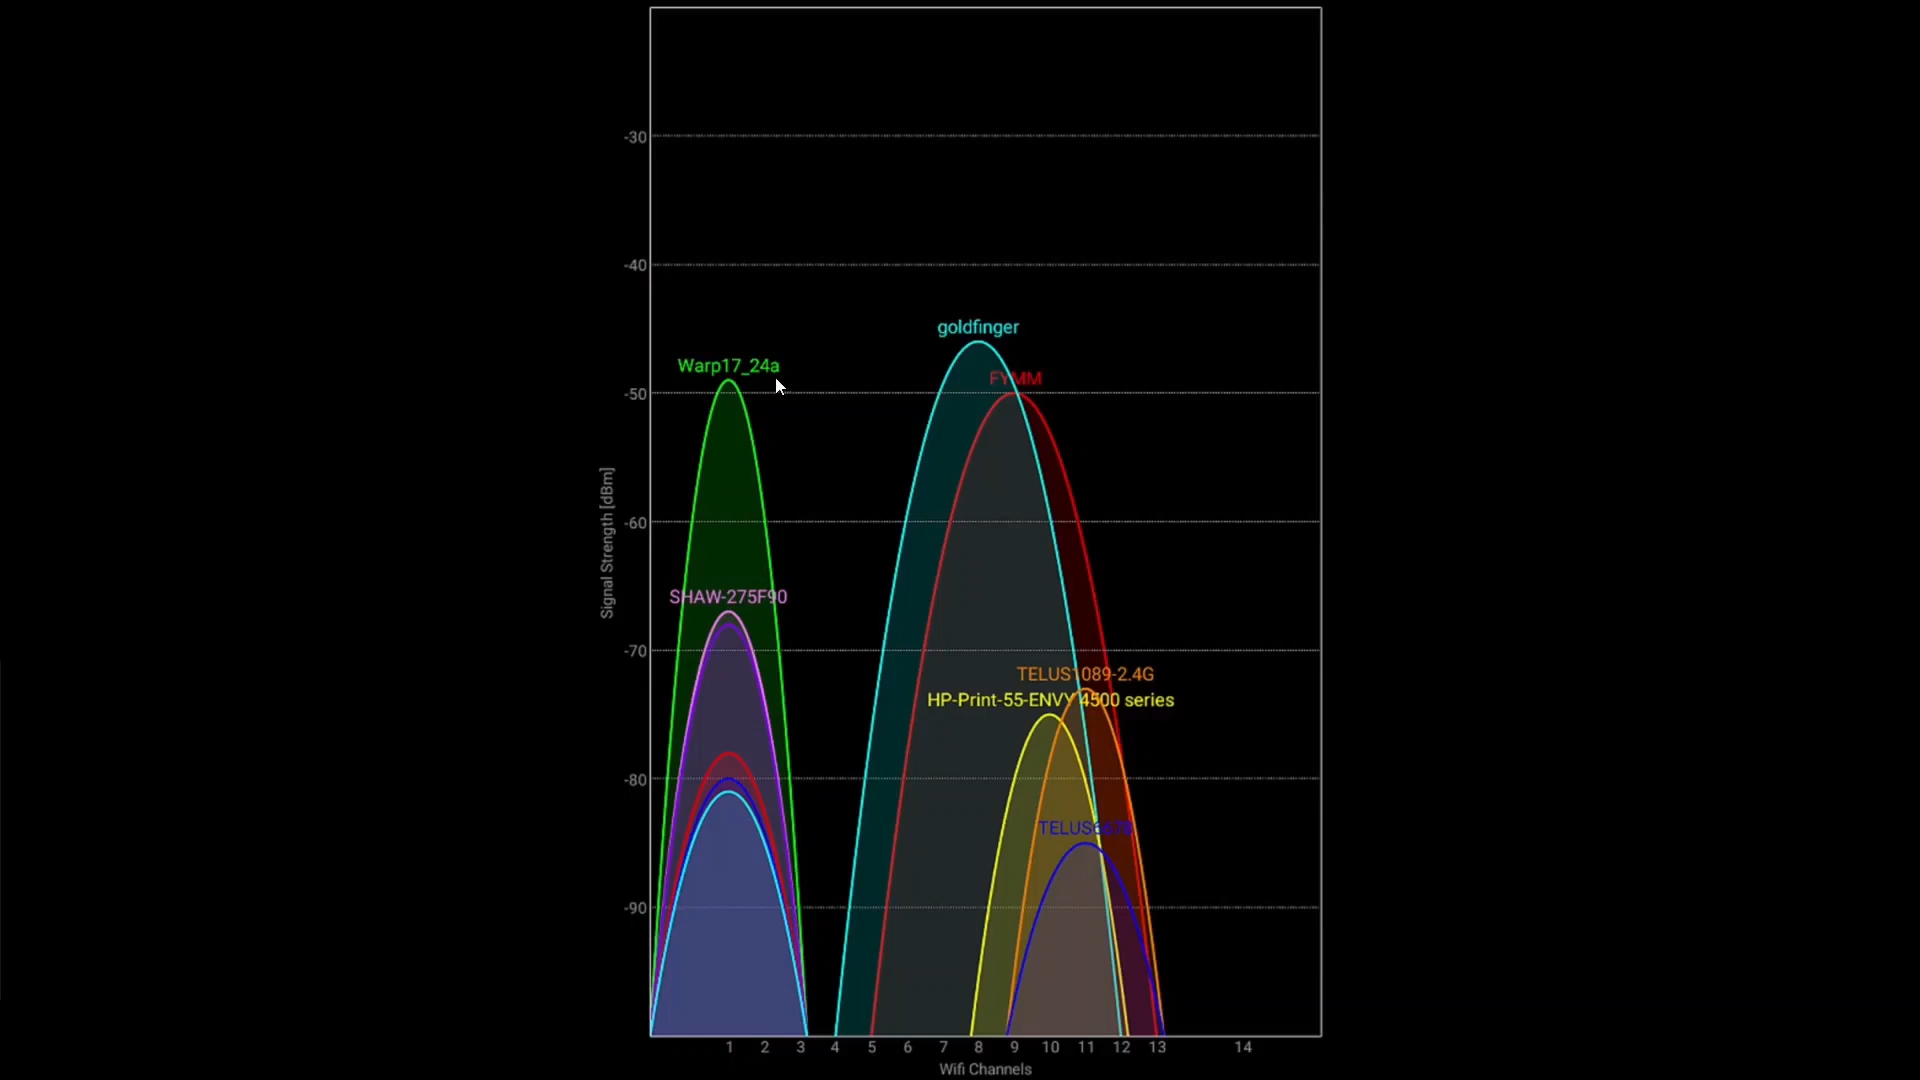 -30
-40
goldfinger
Warp17_24a
FYMM
-50
Signal Strength [dBm]
-60
SHAW-275F90
-70
TELUS1089-2.4G
HP-Print-55-ENVY 4500 series
-80
-90
1 2 3 4 5 6 7 8 9 10 11 12 13 14
Wifi Channels